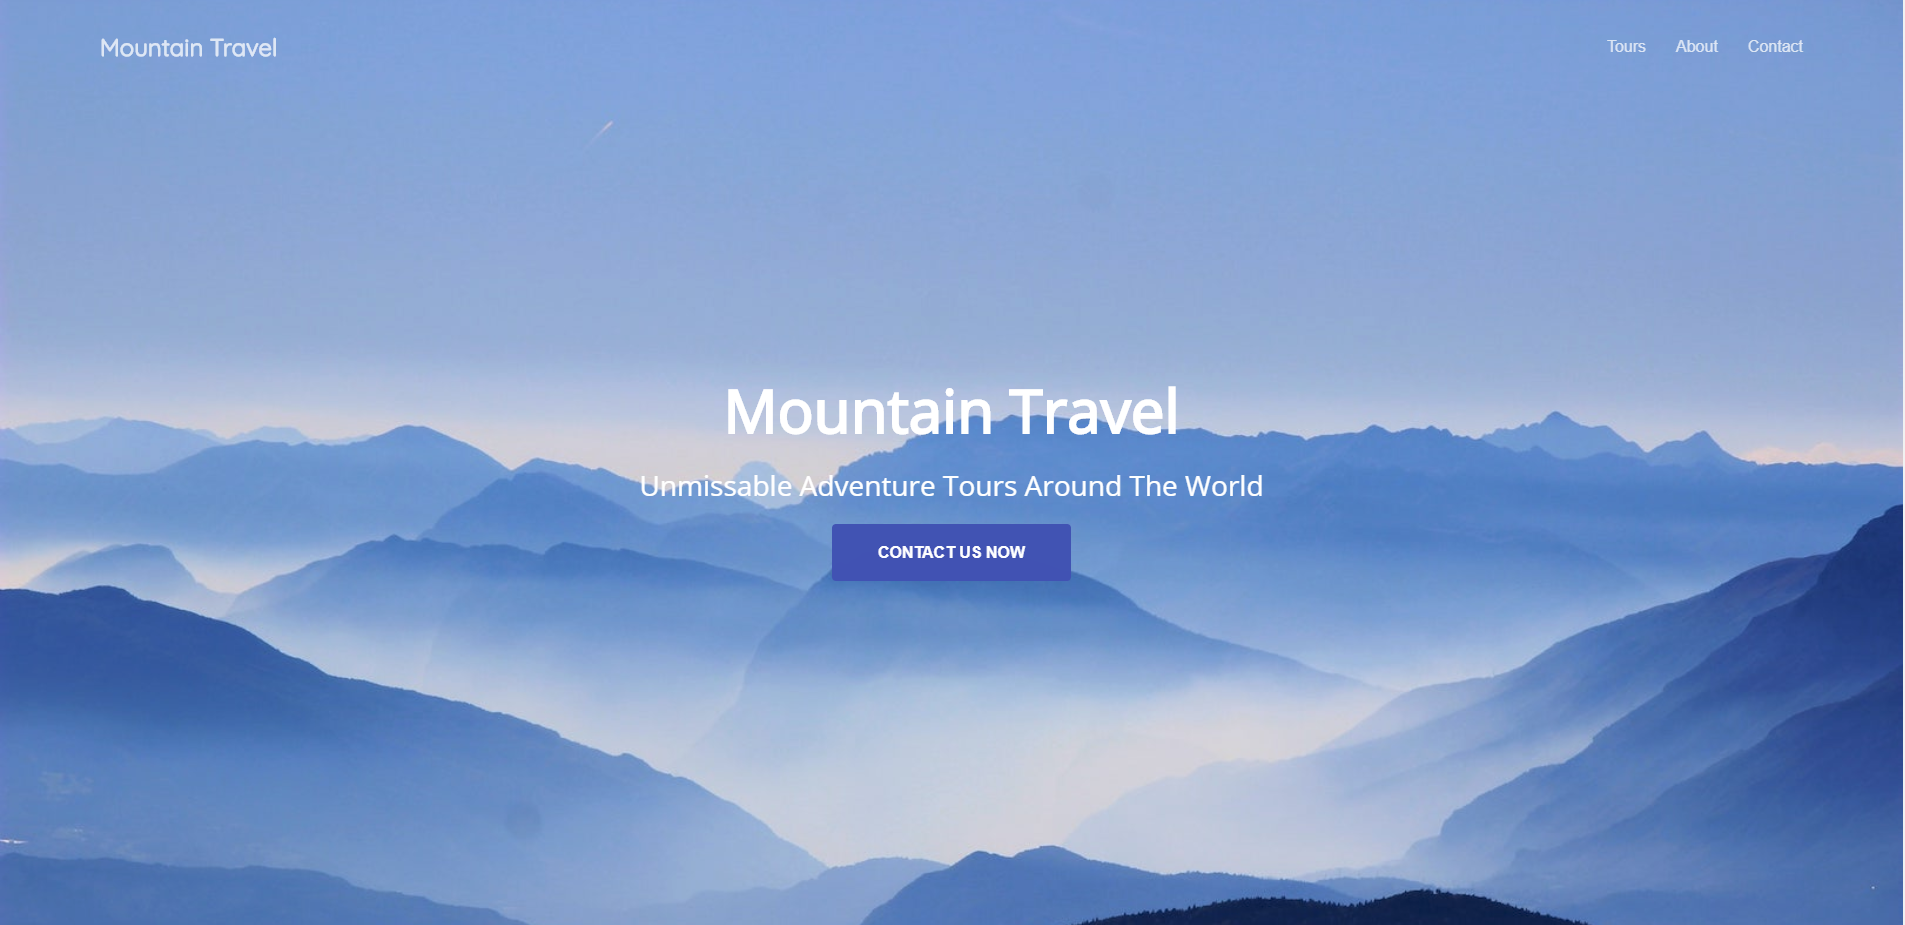 Mountain Travel
Tours About Contact
Mountain Travel
Unmissable Adventure Tours Around The World
CONTACT US NOW